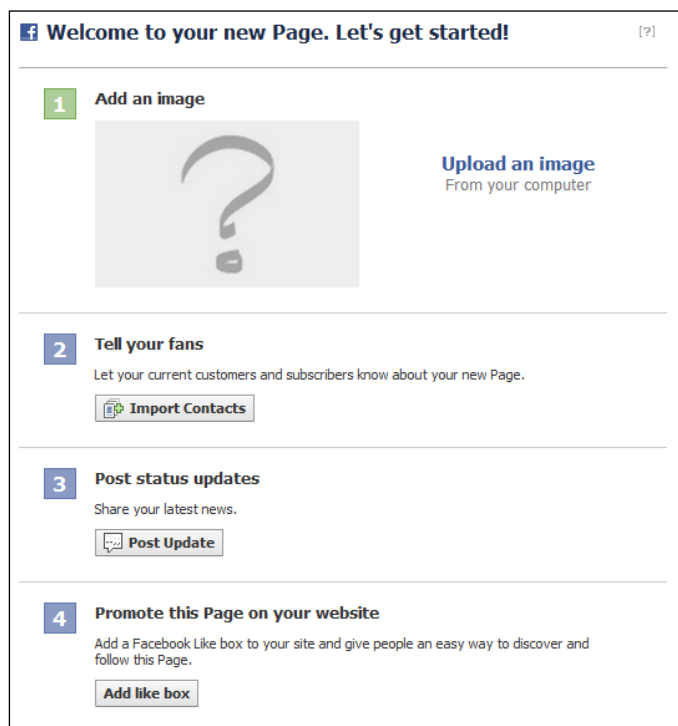 f Welcome to your new Page. Let's get started! [?]
1 Add an image
?
Upload an image
From your computer
2 Tell your fans
Let your current customers and subscribers know about your new Page.
Import Contacts
3 Post status updates
Share your latest news.
Post Update
4 Promote this Page on your website
Add a Facebook Like box to your site and give people an easy way to discover and
follow this Page.
Add like box